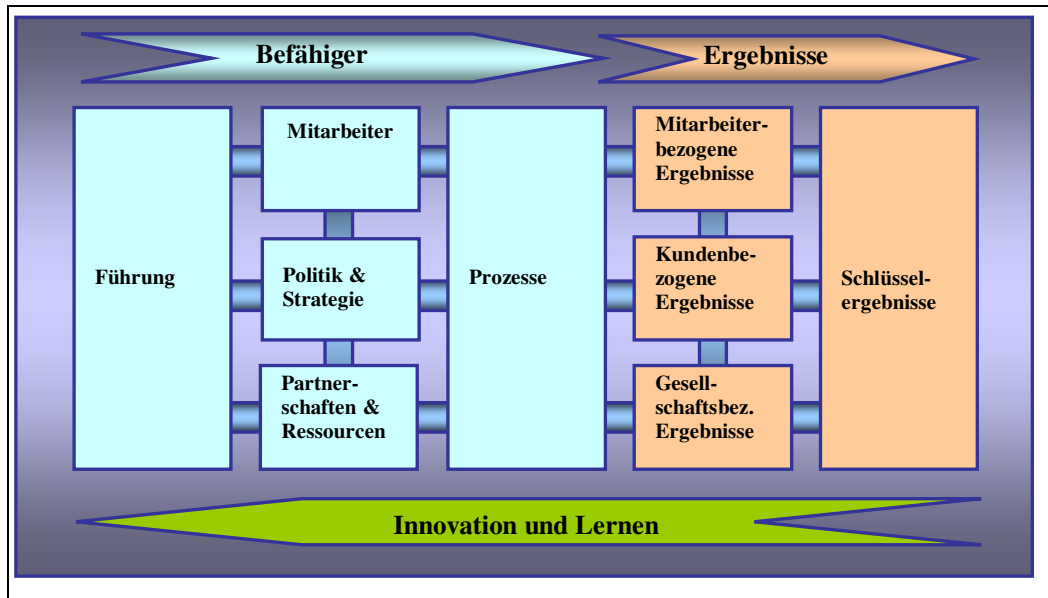 Befähiger
Ergebnisse
Führung
Mitarbeiter
Politik &
Strategie
Partner-
schaften &
Ressourcen
Prozesse
Mitarbeiter-
bezogene
Ergebnisse
Kundenbe-
zogene
Ergebnisse
Gesell-
schaftsbez.
Ergebnisse
Schlüssel-
ergebnisse
Innovation und Lernen